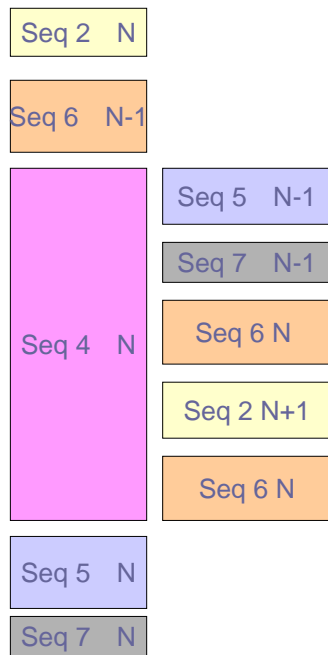 Seq 2 N
Seq 6 N-1
Seq 4 N
Seq 5 N-1
Seq 7 N-1
Seq 6 N
Seq 2 N+1
Seq 6 N
Seq 5 N
Seq 7 N